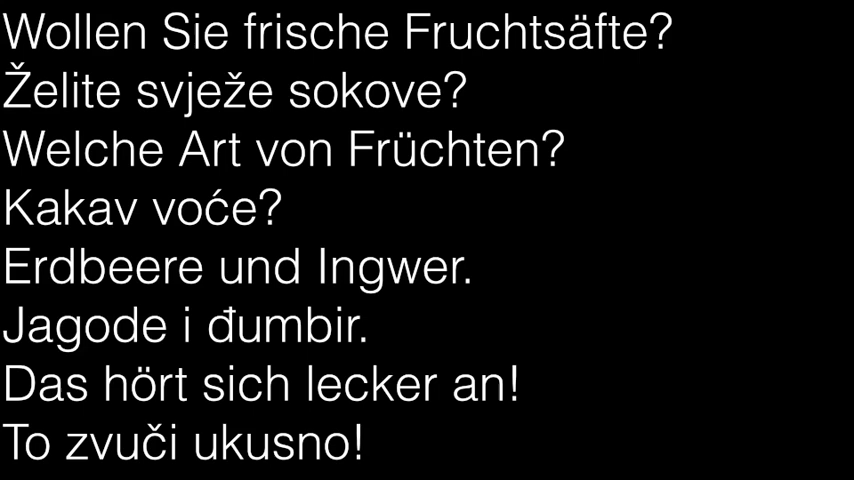 Wollen Sie frische Fruchtsäfte?
Želite svježe sokove?
Welche Art von Früchten?
Kakav voće?
Erdbeere und Ingwer.
Jagode i đumbir.
Das hört sich lecker an!
To zvuči ukusno!